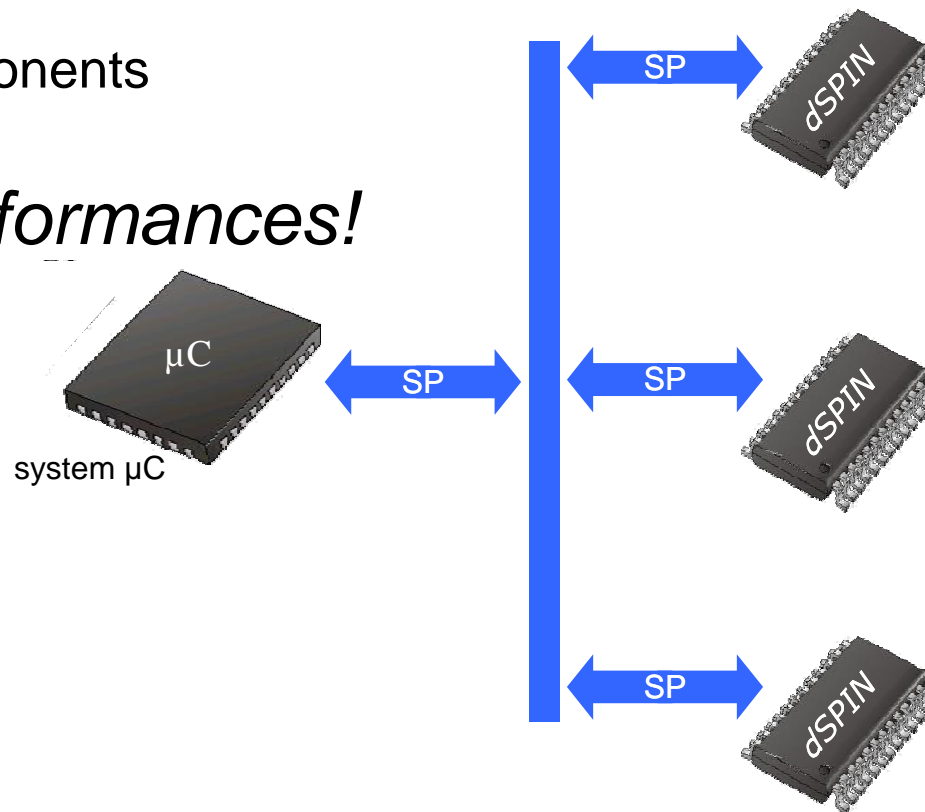 onents
formances!
SP
dSPIN
µC
SP
SP
dSPIN
system µC
SP
dSPIN